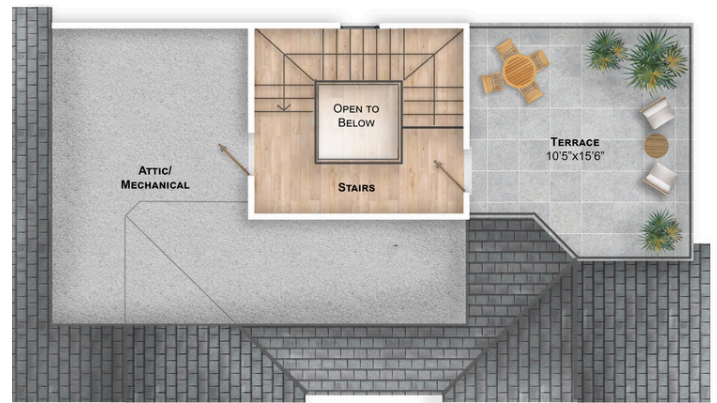 Open to
Below
Terrace
10'5"x15'6"
Attic/
Mechanical
Stairs